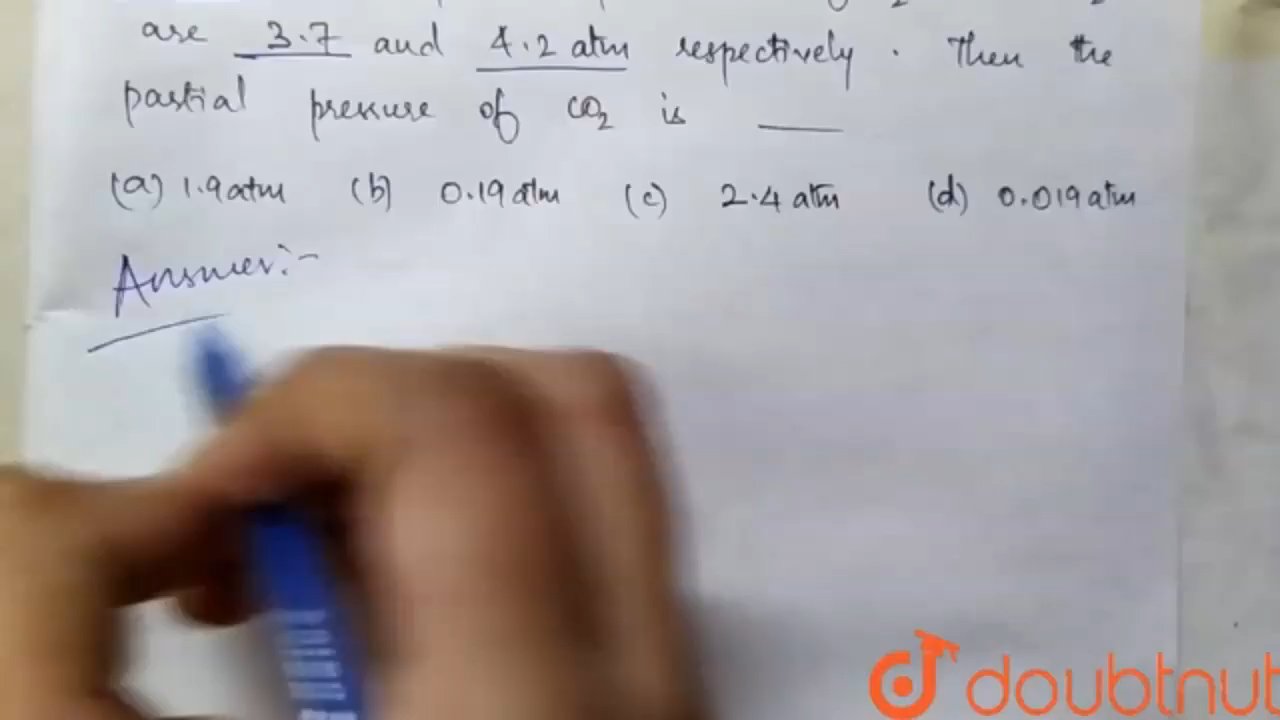 are 3.7 and 4.2 atm respectively. Then the
partial pressure of CO2 is ___
(a) 1.9 atm (b) 0.19 atm (c) 2.4 atm (d) 0.019 atm
Answer:-
doubtnut